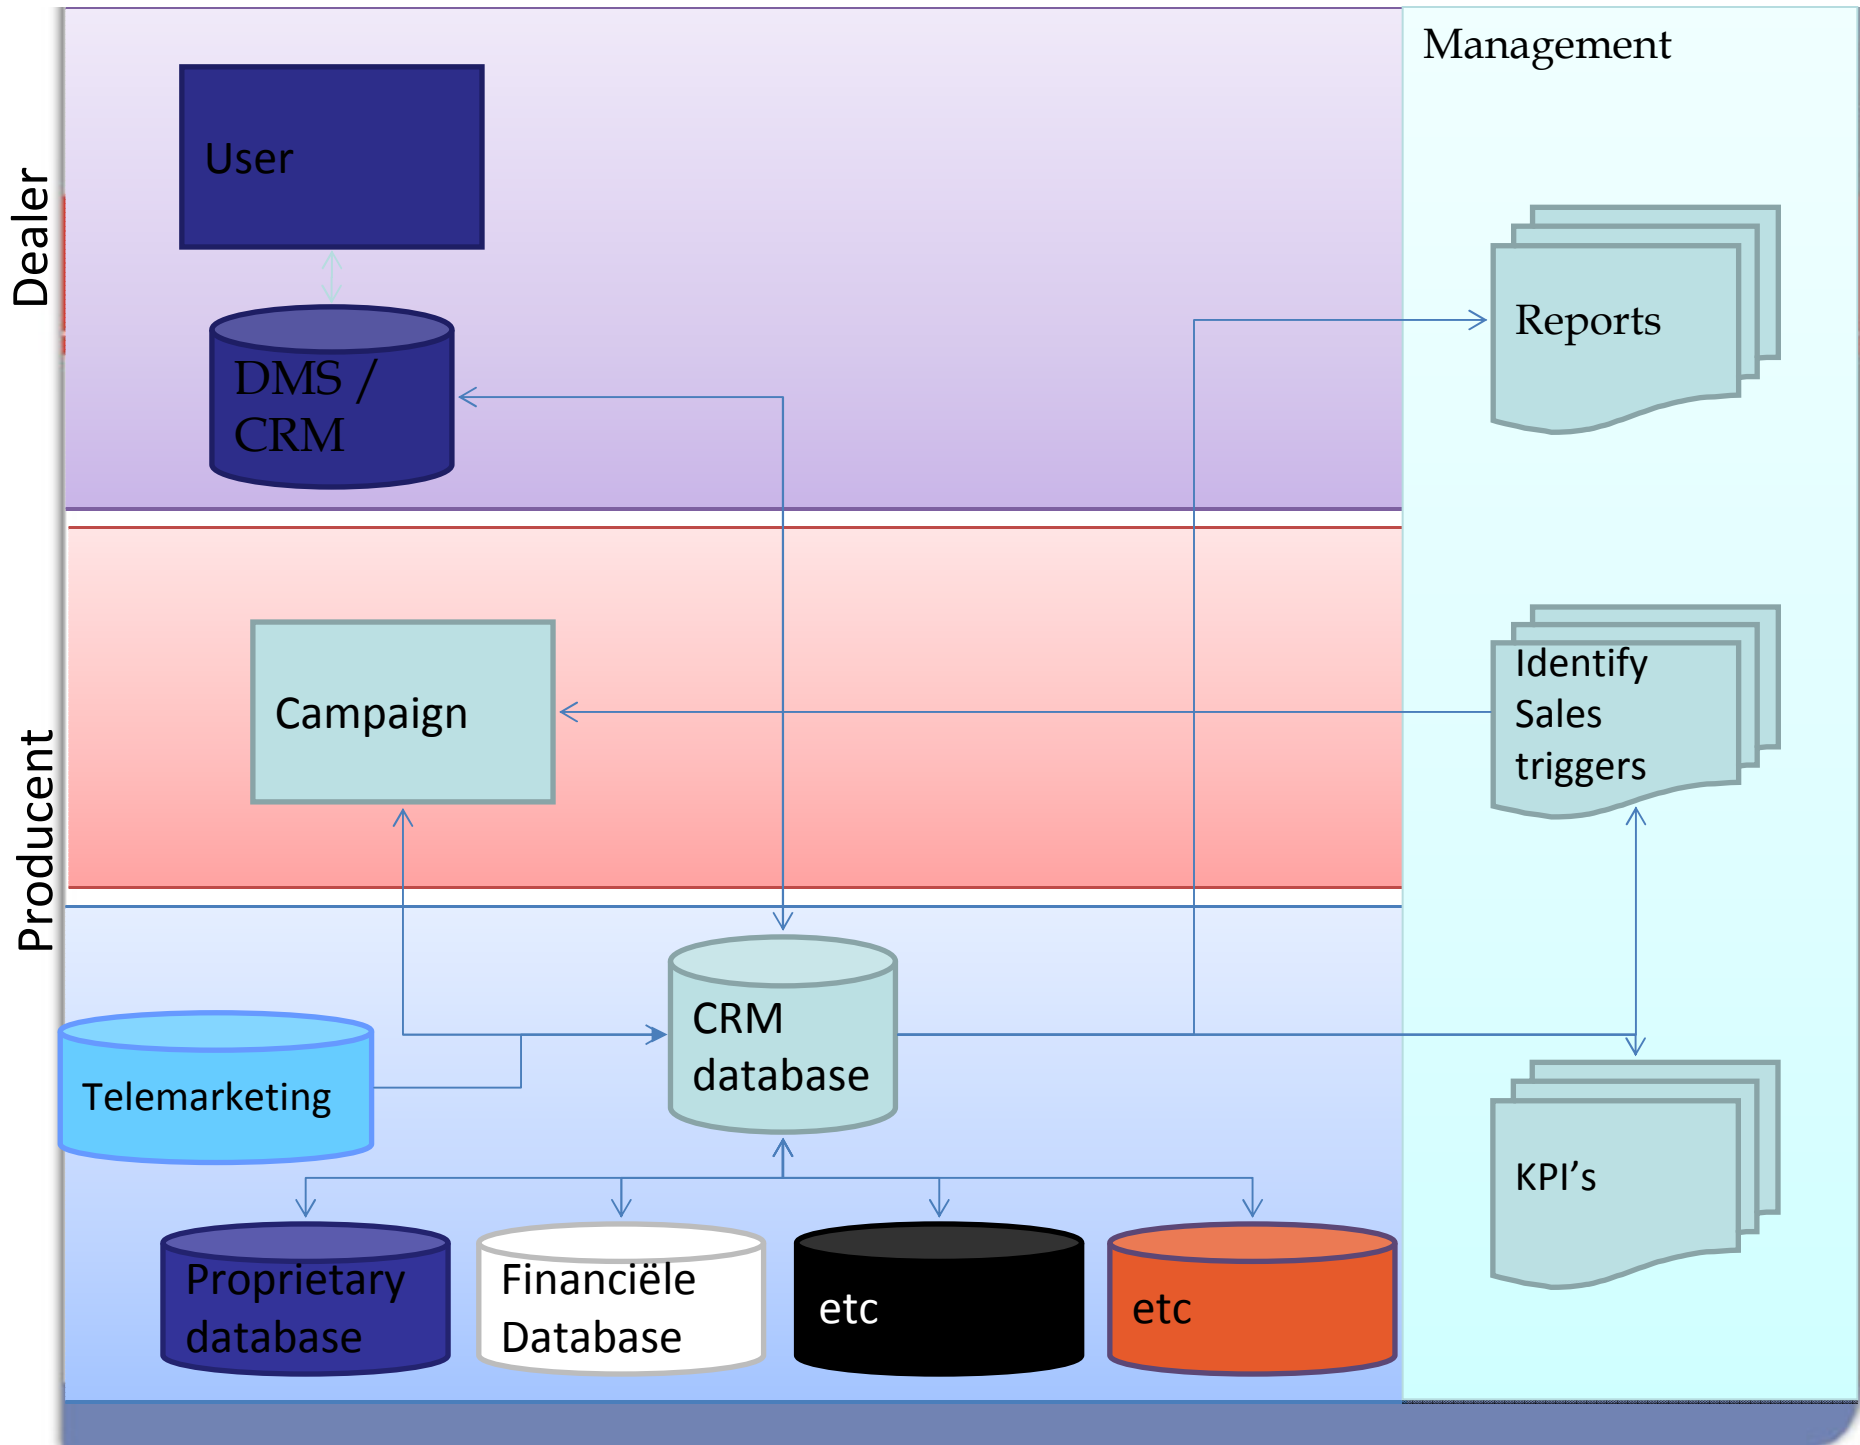 Management
Dealer
User
DMS /
CRM
Reports
Producent
Campaign
Identify
Sales
triggers
CRM
database
Telemarketing
KPI’s
Proprietary
database
Financiële
Database
etc
etc